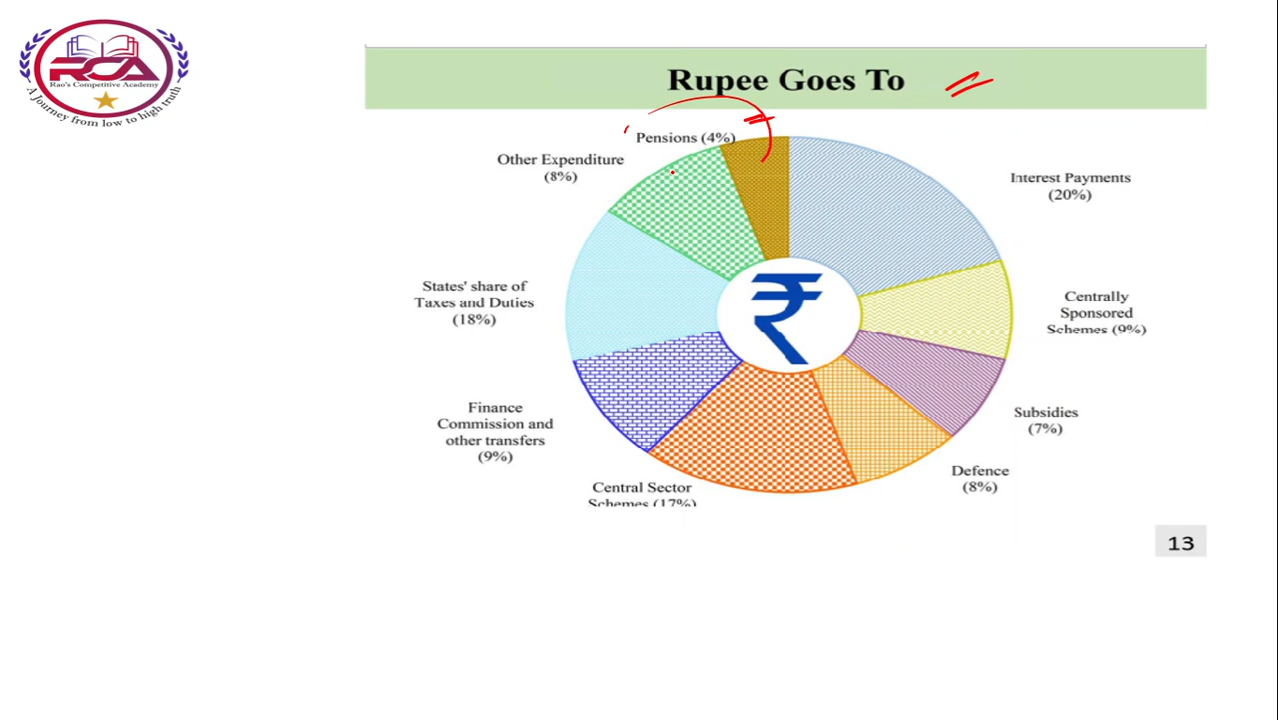 RCA
Rao's Competitive Academy
A Journey from low to high truth
Rupee Goes To
Pensions (4%)
Other Expenditure
(8%)
Interest Payments
(20%)
States' share of
Taxes and Duties
(18%)
Centrally
Sponsored
Schemes (9%)
Finance
Commission and
other transfers
(9%)
Subsidies
(7%)
Defence
(8%)
Central Sector
Schemes (17%)
₹
13